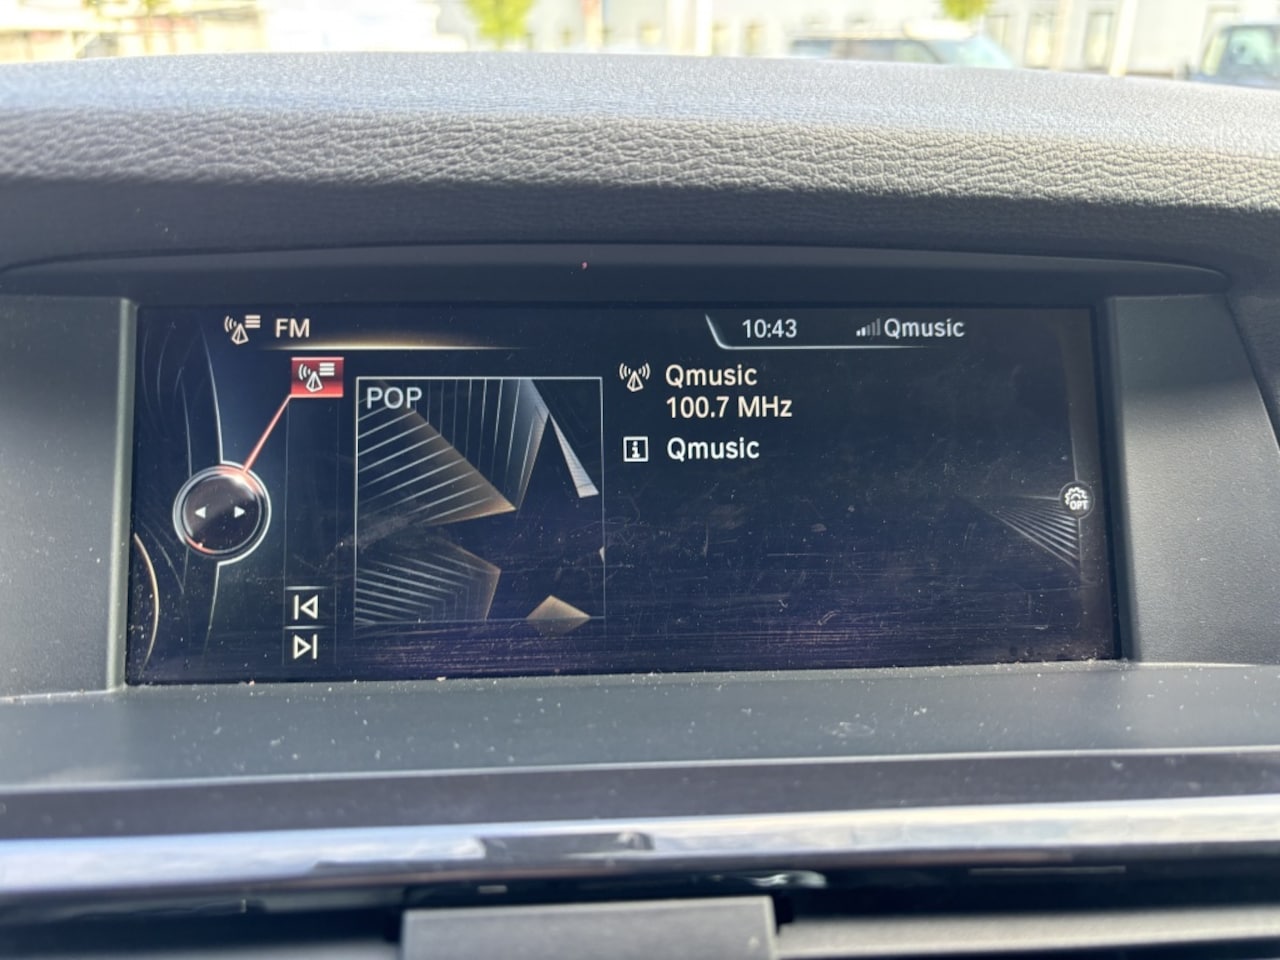 FM
10:43
Qmusic
POP
Qmusic
100.7 MHz
Qmusic
OPT